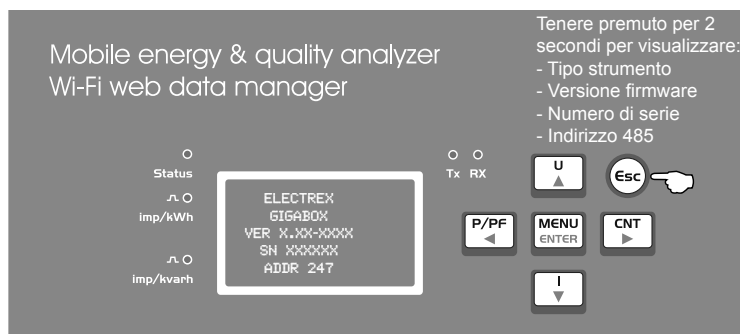 Mobile energy & quality analyzer
Wi-Fi web data manager
Tenere premuto per 2
secondi per visualizzare:
- Tipo strumento
- Versione firmware
- Numero di serie
- Indirizzo 485
Status
imp/kWh
imp/kvarh
ELECTREX
GIGABOX
VER X.XX-XXXX
SN XXXXXX
ADDR 247
Tx RX
U
Esc
P/PF
MENU
ENTER
CNT
I